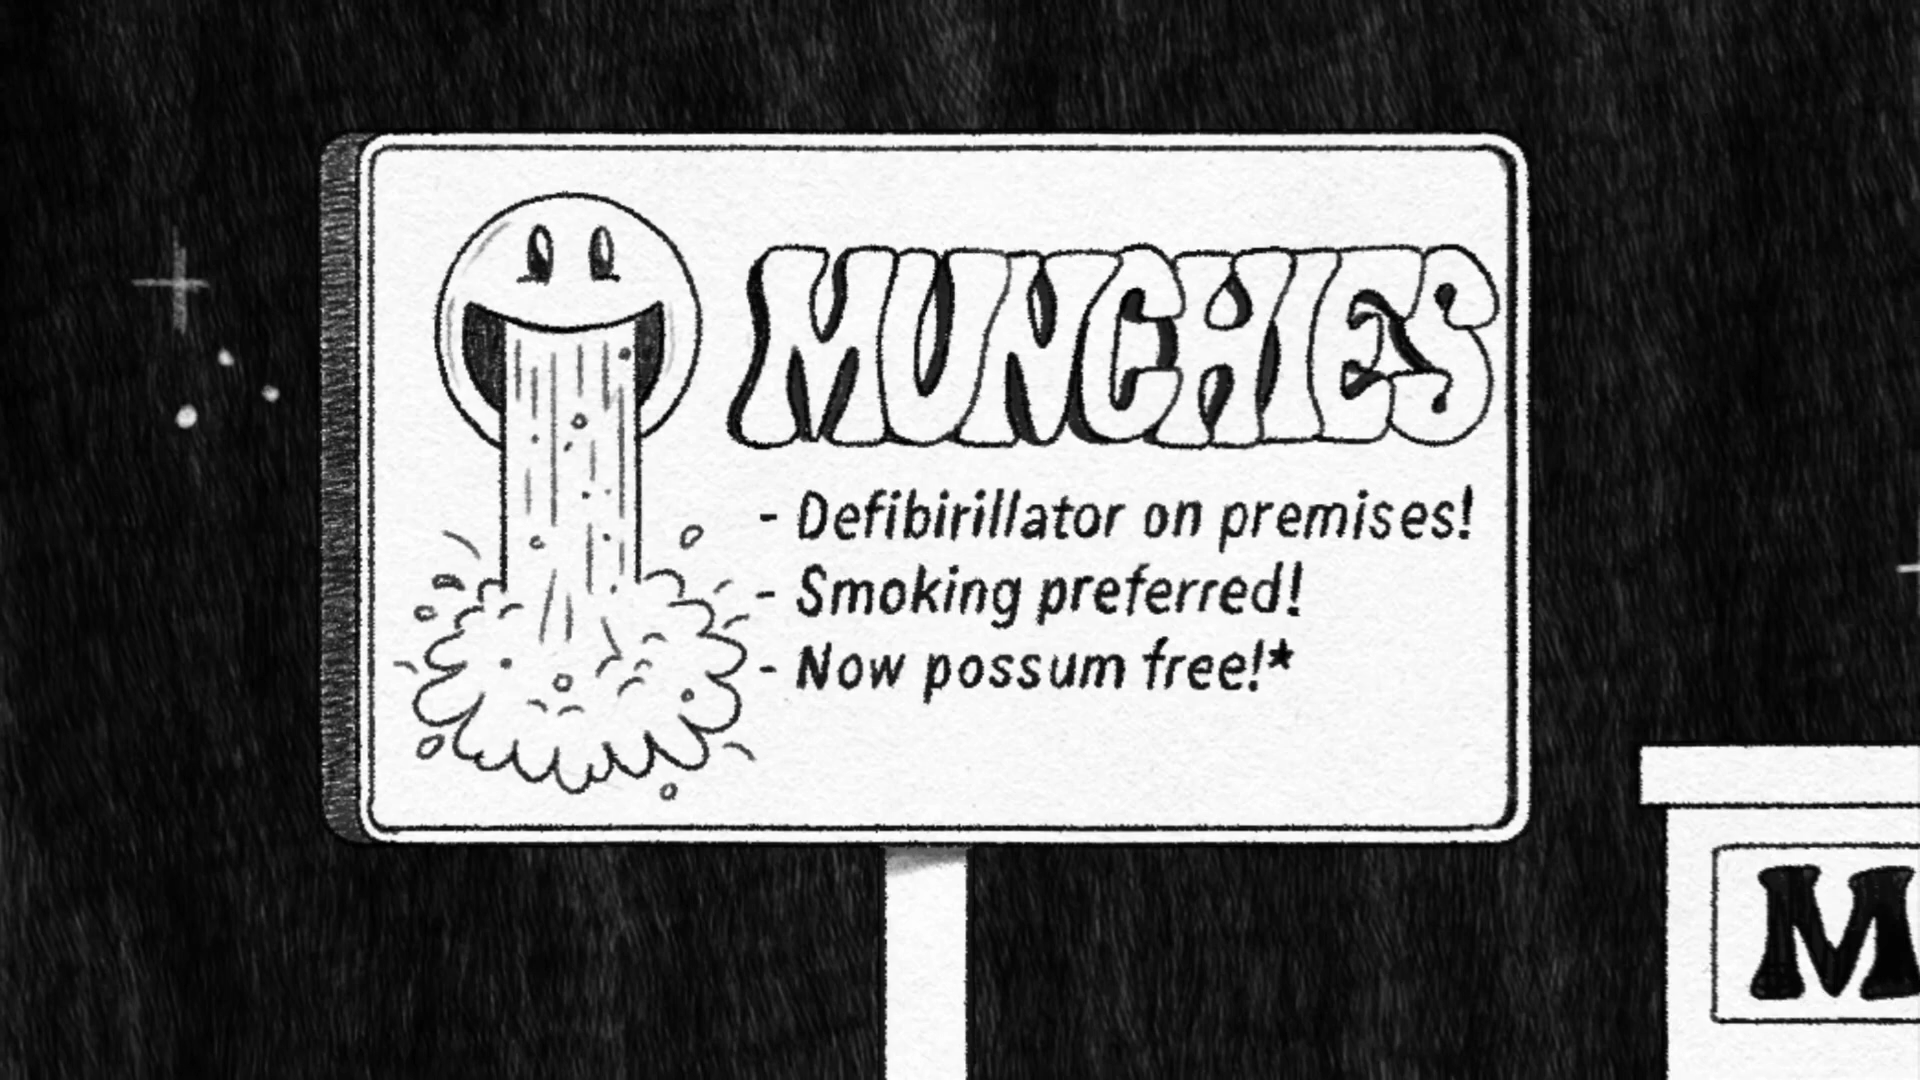 MUNCHIES
- Defibirillator on premises!
- Smoking preferred!
- Now possum free!*
M